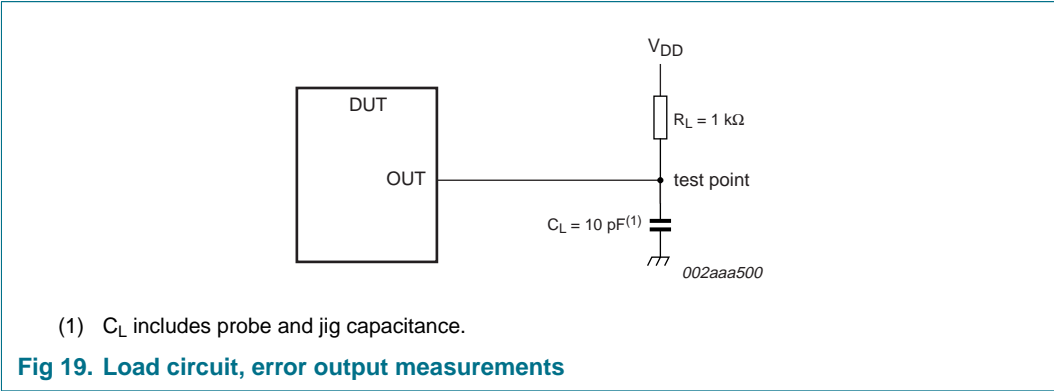 V_DD
DUT
R_L = 1 kΩ
OUT
test point
C_L = 10 pF(1)
002aaa500
(1) C_L includes probe and jig capacitance.
Fig 19. Load circuit, error output measurements